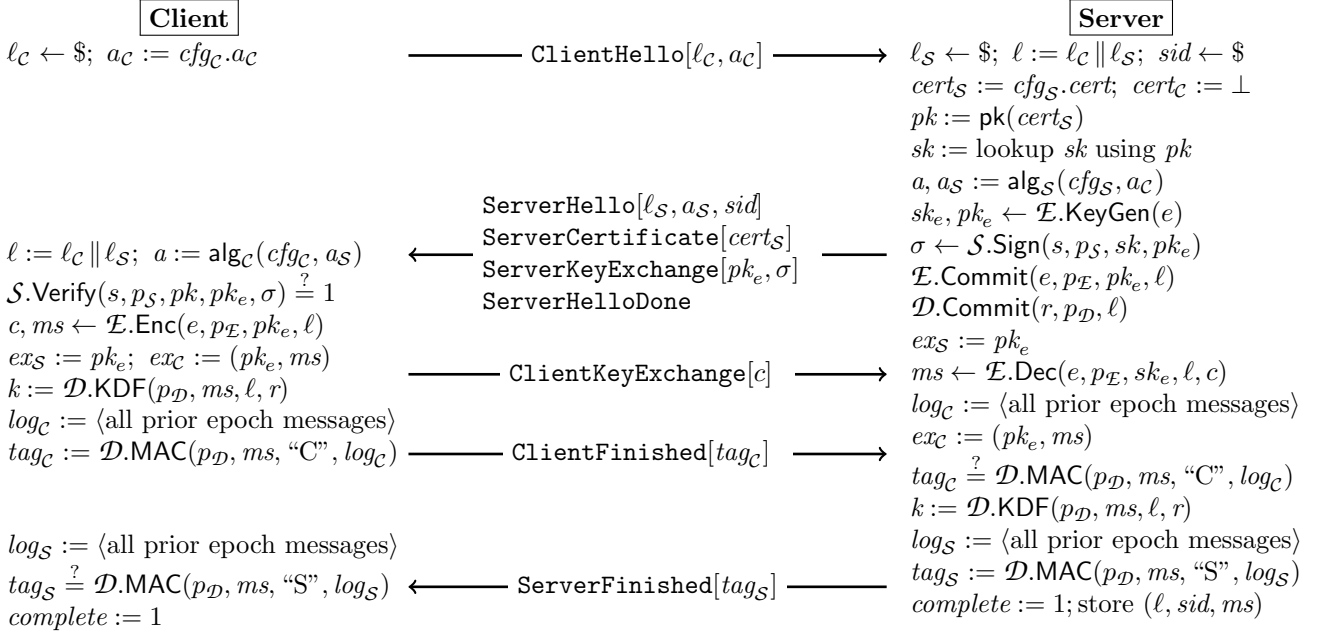 Client
Server
ℓ_𝒞 ← $; a_𝒞 := cfg_𝒞.a_𝒞
ClientHello[ℓ_𝒞, a_𝒞]
ℓ_𝒮 ← $; ℓ := ℓ_𝒞 ∥ ℓ_𝒮; sid ← $
cert_𝒮 := cfg_𝒮.cert; cert_𝒞 := ⊥
pk := pk(cert_𝒮)
sk := lookup sk using pk
a, a_𝒮 := alg_𝒮(cfg_𝒮, a_𝒞)
sk_e, pk_e ← ℰ.KeyGen(e)
σ ← 𝒮.Sign(s, p_𝒮, sk, pk_e)
ℰ.Commit(e, p_ℰ, pk_e, ℓ)
𝒟.Commit(r, p_𝒟, ℓ)
ex_𝒮 := pk_e
ServerHello[ℓ_𝒮, a_𝒮, sid]
ServerCertificate[cert_𝒮]
ServerKeyExchange[pk_e, σ]
ServerHelloDone
ℓ := ℓ_𝒞 ∥ ℓ_𝒮; a := alg_𝒞(cfg_𝒞, a_𝒮)
𝒮.Verify(s, p_𝒮, pk, pk_e, σ) ≟ 1
c, ms ← ℰ.Enc(e, p_ℰ, pk_e, ℓ)
ex_𝒮 := pk_e; ex_𝒞 := (pk_e, ms)
k := 𝒟.KDF(p_𝒟, ms, ℓ, r)
log_𝒞 := ⟨all prior epoch messages⟩
tag_𝒞 := 𝒟.MAC(p_𝒟, ms, “C”, log_𝒞)
ClientKeyExchange[c]
ClientFinished[tag_𝒞]
ms ← ℰ.Dec(e, p_ℰ, sk_e, ℓ, c)
log_𝒞 := ⟨all prior epoch messages⟩
ex_𝒞 := (pk_e, ms)
tag_𝒞 ≟ 𝒟.MAC(p_𝒟, ms, “C”, log_𝒞)
k := 𝒟.KDF(p_𝒟, ms, ℓ, r)
log_𝒮 := ⟨all prior epoch messages⟩
tag_𝒮 := 𝒟.MAC(p_𝒟, ms, “S”, log_𝒮)
complete := 1; store (ℓ, sid, ms)
ServerFinished[tag_𝒮]
log_𝒮 := ⟨all prior epoch messages⟩
tag_𝒮 ≟ 𝒟.MAC(p_𝒟, ms, “S”, log_𝒮)
complete := 1